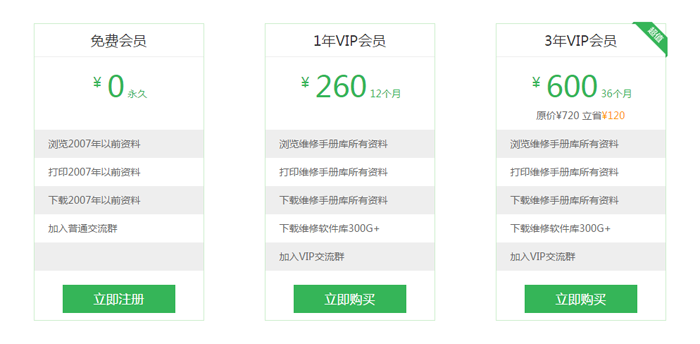 免费会员
¥ 0 永久
浏览2007年以前资料
打印2007年以前资料
下载2007年以前资料
加入普通交流群
立即注册
1年VIP会员
¥ 260 12个月
浏览维修手册库所有资料
打印维修手册库所有资料
下载维修手册库所有资料
下载维修软件库300G+
加入VIP交流群
立即购买
3年VIP会员
超值
¥ 600 36个月
原价¥720 立省¥120
浏览维修手册库所有资料
打印维修手册库所有资料
下载维修手册库所有资料
下载维修软件库300G+
加入VIP交流群
立即购买